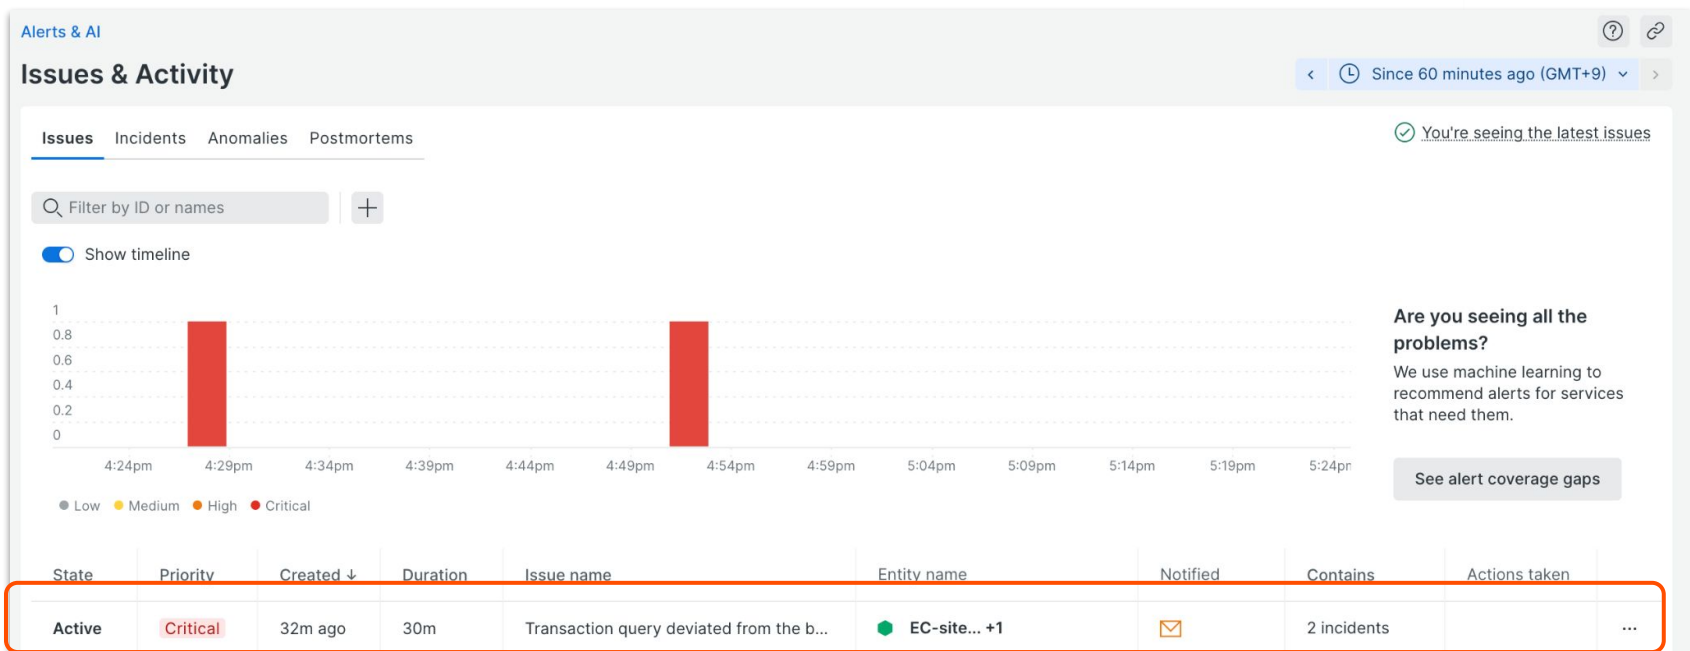 Alerts & AI
Issues & Activity
Since 60 minutes ago (GMT+9)
Issues Incidents Anomalies Postmortems
You're seeing the latest issues
Filter by ID or names
Show timeline
1
0.8
0.6
0.4
0.2
0
4:24pm 4:29pm 4:34pm 4:39pm 4:44pm 4:49pm 4:54pm 4:59pm 5:04pm 5:09pm 5:14pm 5:19pm 5:24pm
Low Medium High Critical
Are you seeing all the
problems?
We use machine learning to
recommend alerts for services
that need them.
See alert coverage gaps
State Priority Created ↓ Duration Issue name Entity name Notified Contains Actions taken
Active Critical 32m ago 30m Transaction query deviated from the b... EC-site... +1 2 incidents ...